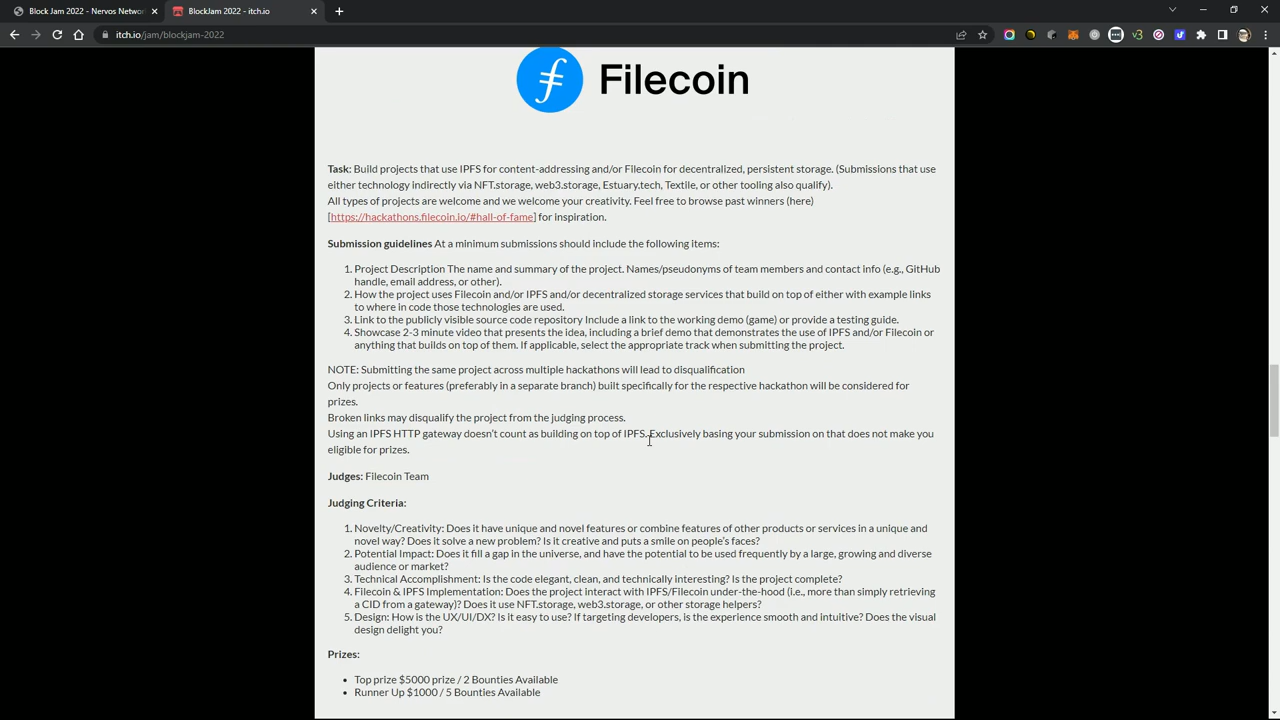 Block Jam 2022 - Nervos Networ
BlockJam 2022 - itch.io
itch.io/jam/blockjam-2022
Filecoin
Task: Build projects that use IPFS for content-addressing and/or Filecoin for decentralized, persistent storage. (Submissions that use
either technology indirectly via NFT.storage, web3.storage, Estuary.tech, Textile, or other tooling also qualify).
All types of projects are welcome and we welcome your creativity. Feel free to browse past winners (here)
[https://hackathons.filecoin.io/#hall-of-fame] for inspiration.
Submission guidelines At a minimum submissions should include the following items:
1. Project Description The name and summary of the project. Names/pseudonyms of team members and contact info (e.g., GitHub
handle, email address, or other).
2. How the project uses Filecoin and/or IPFS and/or decentralized storage services that build on top of either with example links
to where in code those technologies are used.
3. Link to the publicly visible source code repository Include a link to the working demo (game) or provide a testing guide.
4. Showcase 2-3 minute video that presents the idea, including a brief demo that demonstrates the use of IPFS and/or Filecoin or
anything that builds on top of them. If applicable, select the appropriate track when submitting the project.
NOTE: Submitting the same project across multiple hackathons will lead to disqualification
Only projects or features (preferably in a separate branch) built specifically for the respective hackathon will be considered for
prizes.
Broken links may disqualify the project from the judging process.
Using an IPFS HTTP gateway doesn't count as building on top of IPFS. Exclusively basing your submission on that does not make you
eligible for prizes.
Judges: Filecoin Team
Judging Criteria:
1. Novelty/Creativity: Does it have unique and novel features or combine features of other products or services in a unique and
novel way? Does it solve a new problem? Is it creative and puts a smile on people's faces?
2. Potential Impact: Does it fill a gap in the universe, and have the potential to be used frequently by a large, growing and diverse
audience or market?
3. Technical Accomplishment: Is the code elegant, clean, and technically interesting? Is the project complete?
4. Filecoin & IPFS Implementation: Does the project interact with IPFS/Filecoin under-the-hood (i.e., more than simply retrieving
a CID from a gateway)? Does it use NFT.storage, web3.storage, or other storage helpers?
5. Design: How is the UX/UI/DX? Is it easy to use? If targeting developers, is the experience smooth and intuitive? Does the visual
design delight you?
Prizes:
• Top prize $5000 prize / 2 Bounties Available
• Runner Up $1000 / 5 Bounties Available